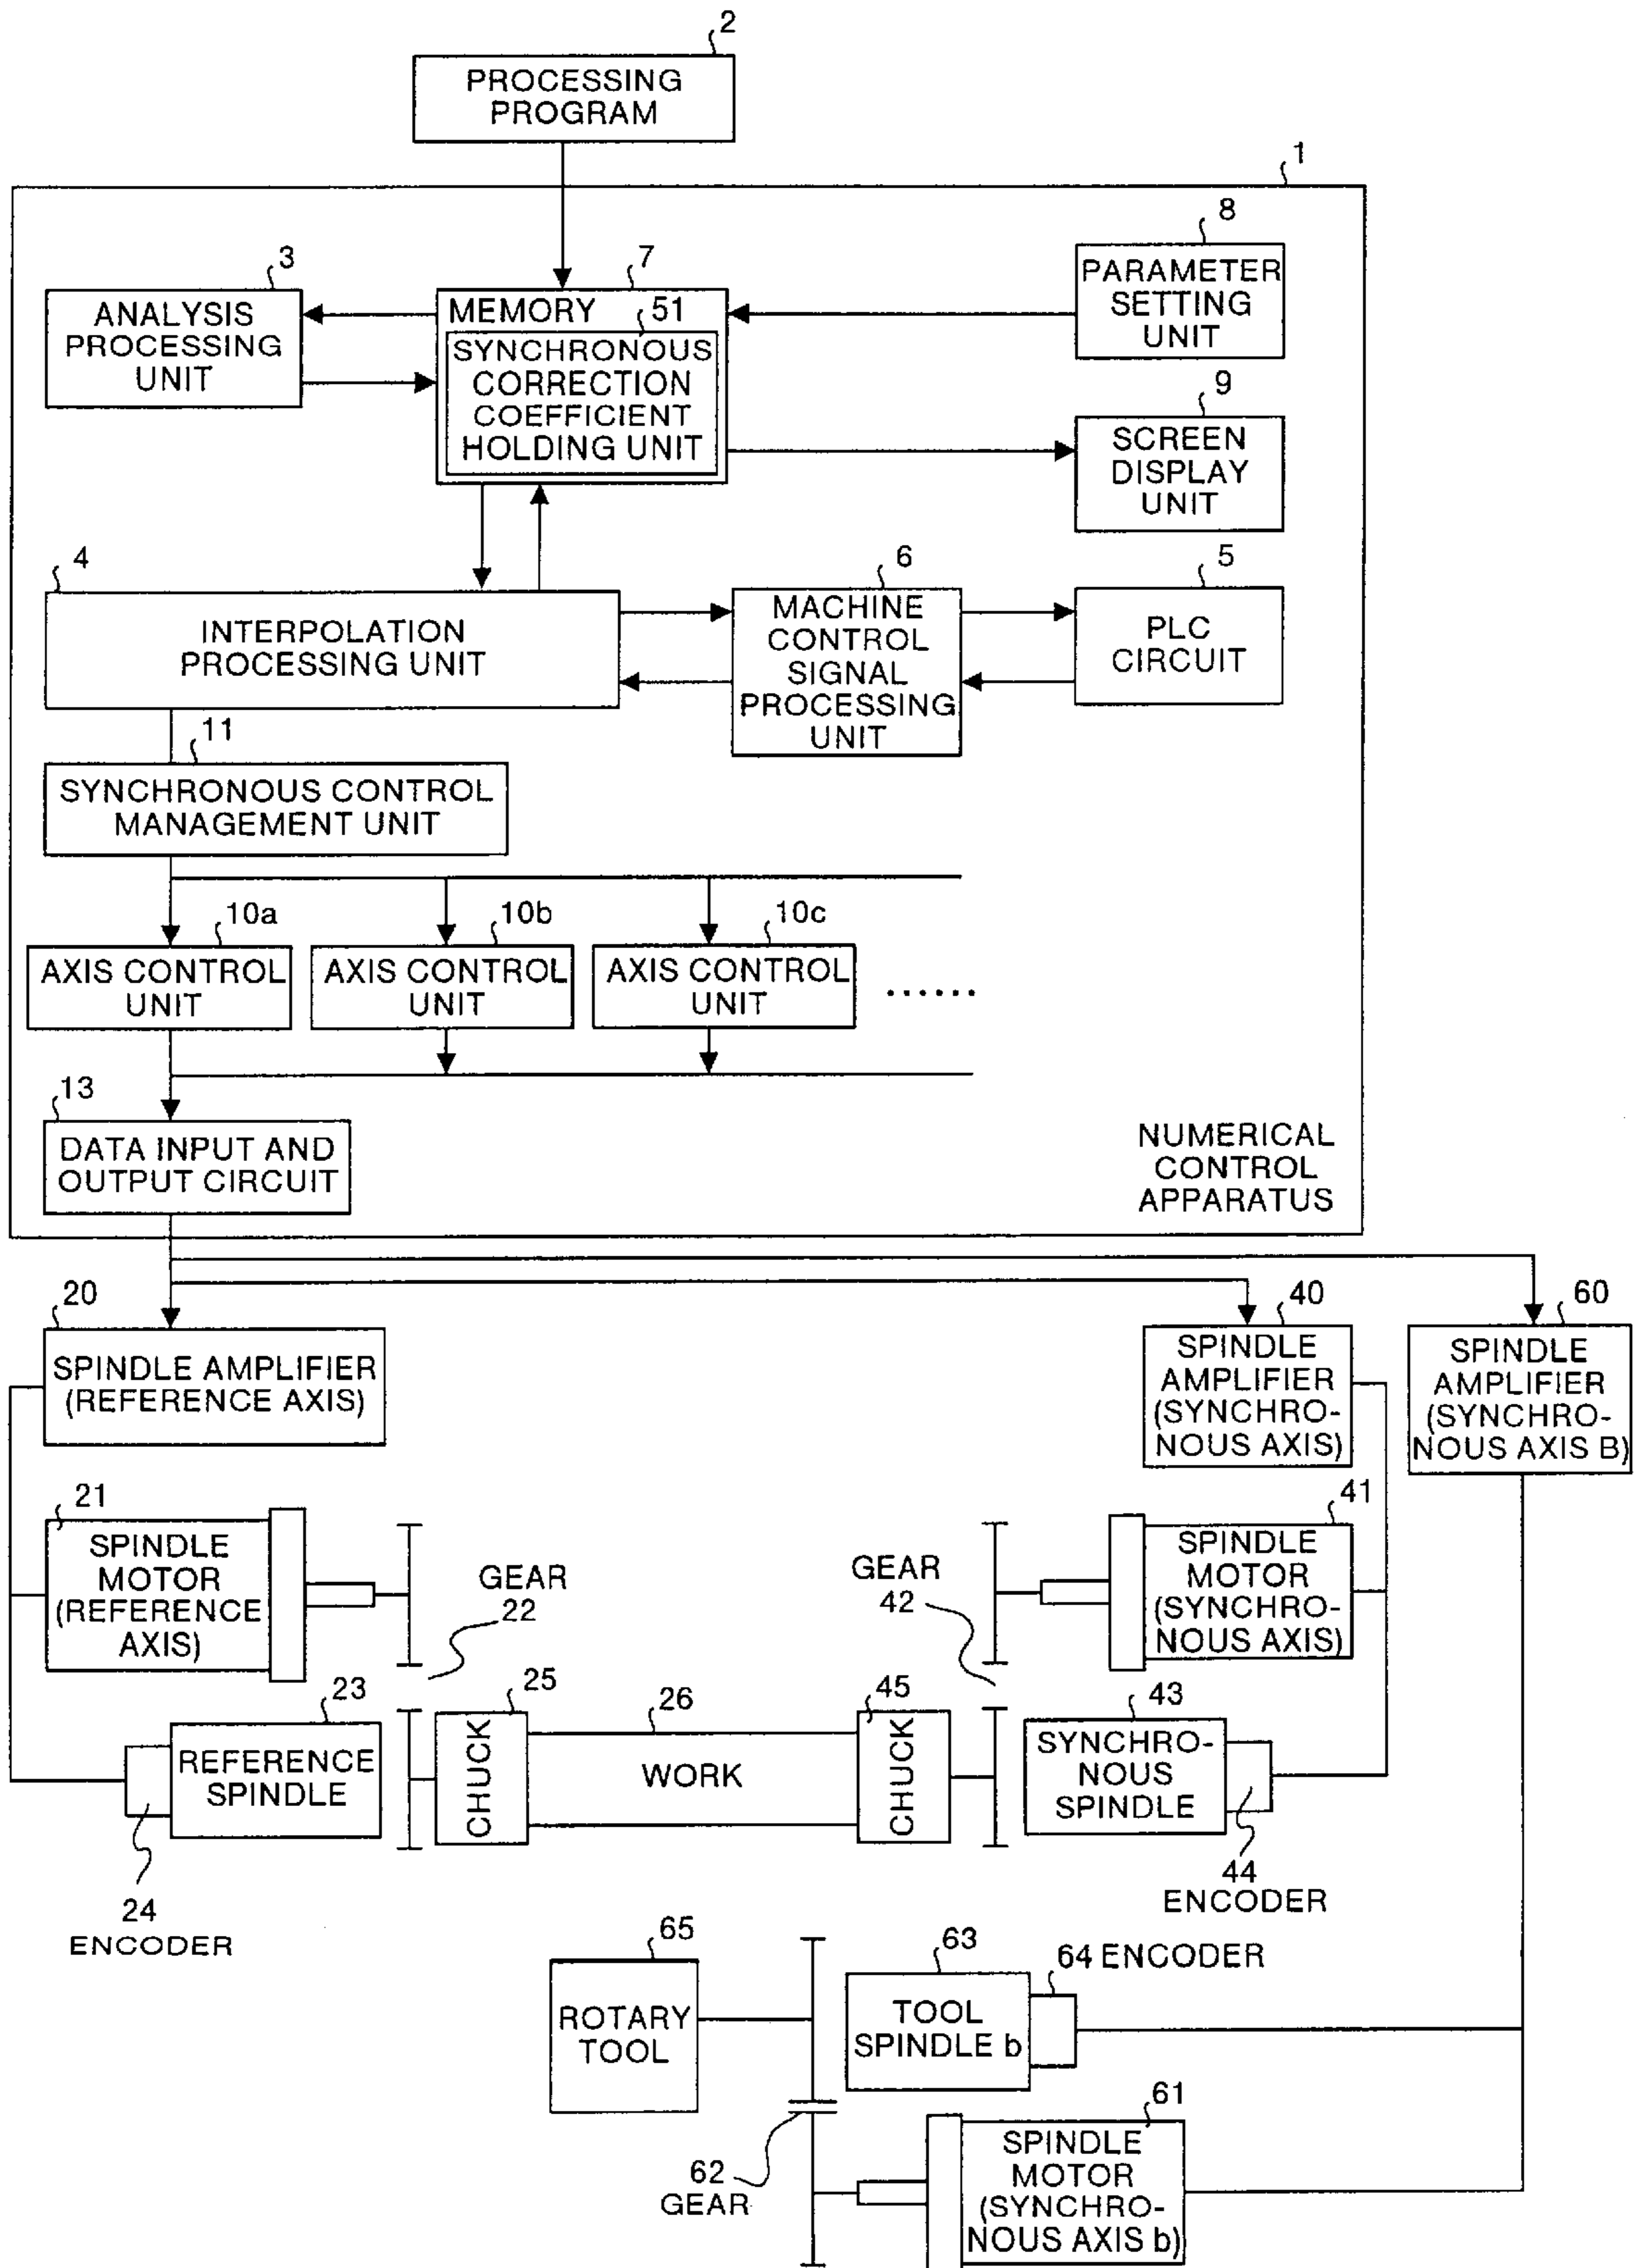 2
PROCESSING
PROGRAM
1
3
ANALYSIS
PROCESSING
UNIT
7
MEMORY
51
SYNCHRONOUS
CORRECTION
COEFFICIENT
HOLDING UNIT
8
PARAMETER
SETTING
UNIT
9
SCREEN
DISPLAY
UNIT
4
INTERPOLATION
PROCESSING UNIT
6
MACHINE
CONTROL
SIGNAL
PROCESSING
UNIT
5
PLC
CIRCUIT
11
SYNCHRONOUS CONTROL
MANAGEMENT UNIT
10a
AXIS CONTROL
UNIT
10b
AXIS CONTROL
UNIT
10c
AXIS CONTROL
UNIT
......
13
DATA INPUT AND
OUTPUT CIRCUIT
NUMERICAL
CONTROL
APPARATUS
20
SPINDLE AMPLIFIER
(REFERENCE AXIS)
40
SPINDLE
AMPLIFIER
(SYNCHRO-
NOUS AXIS)
60
SPINDLE
AMPLIFIER
(SYNCHRO-
NOUS AXIS B)
21
SPINDLE
MOTOR
(REFERENCE
AXIS)
GEAR
22
GEAR
42
41
SPINDLE
MOTOR
(SYNCHRO-
NOUS AXIS)
23
REFERENCE
SPINDLE
24
ENCODER
25
CHUCK
26
WORK
45
CHUCK
43
SYNCHRO-
NOUS
SPINDLE
44
ENCODER
65
ROTARY
TOOL
63
TOOL
SPINDLE b
64 ENCODER
62
GEAR
61
SPINDLE
MOTOR
(SYNCHRO-
NOUS AXIS b)